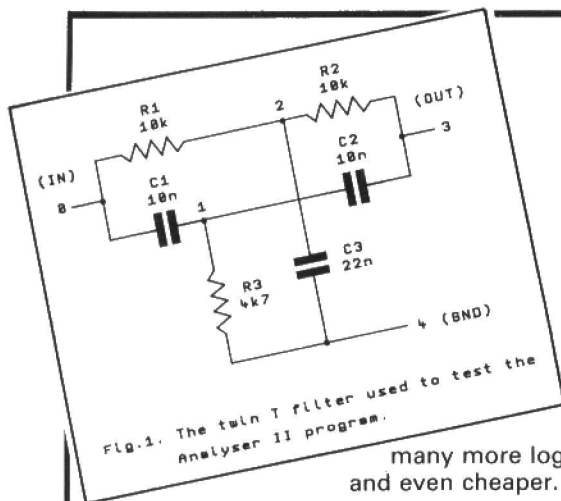 R1
10k
R2
10k
2
(OUT)
3
(IN)
0
C1
10n
1
C2
10n
R3
4k7
C3
22n
4 (GND)
Fig.1. The twin T filter used to test the
Analyser II program.
many more log
and even cheaper.